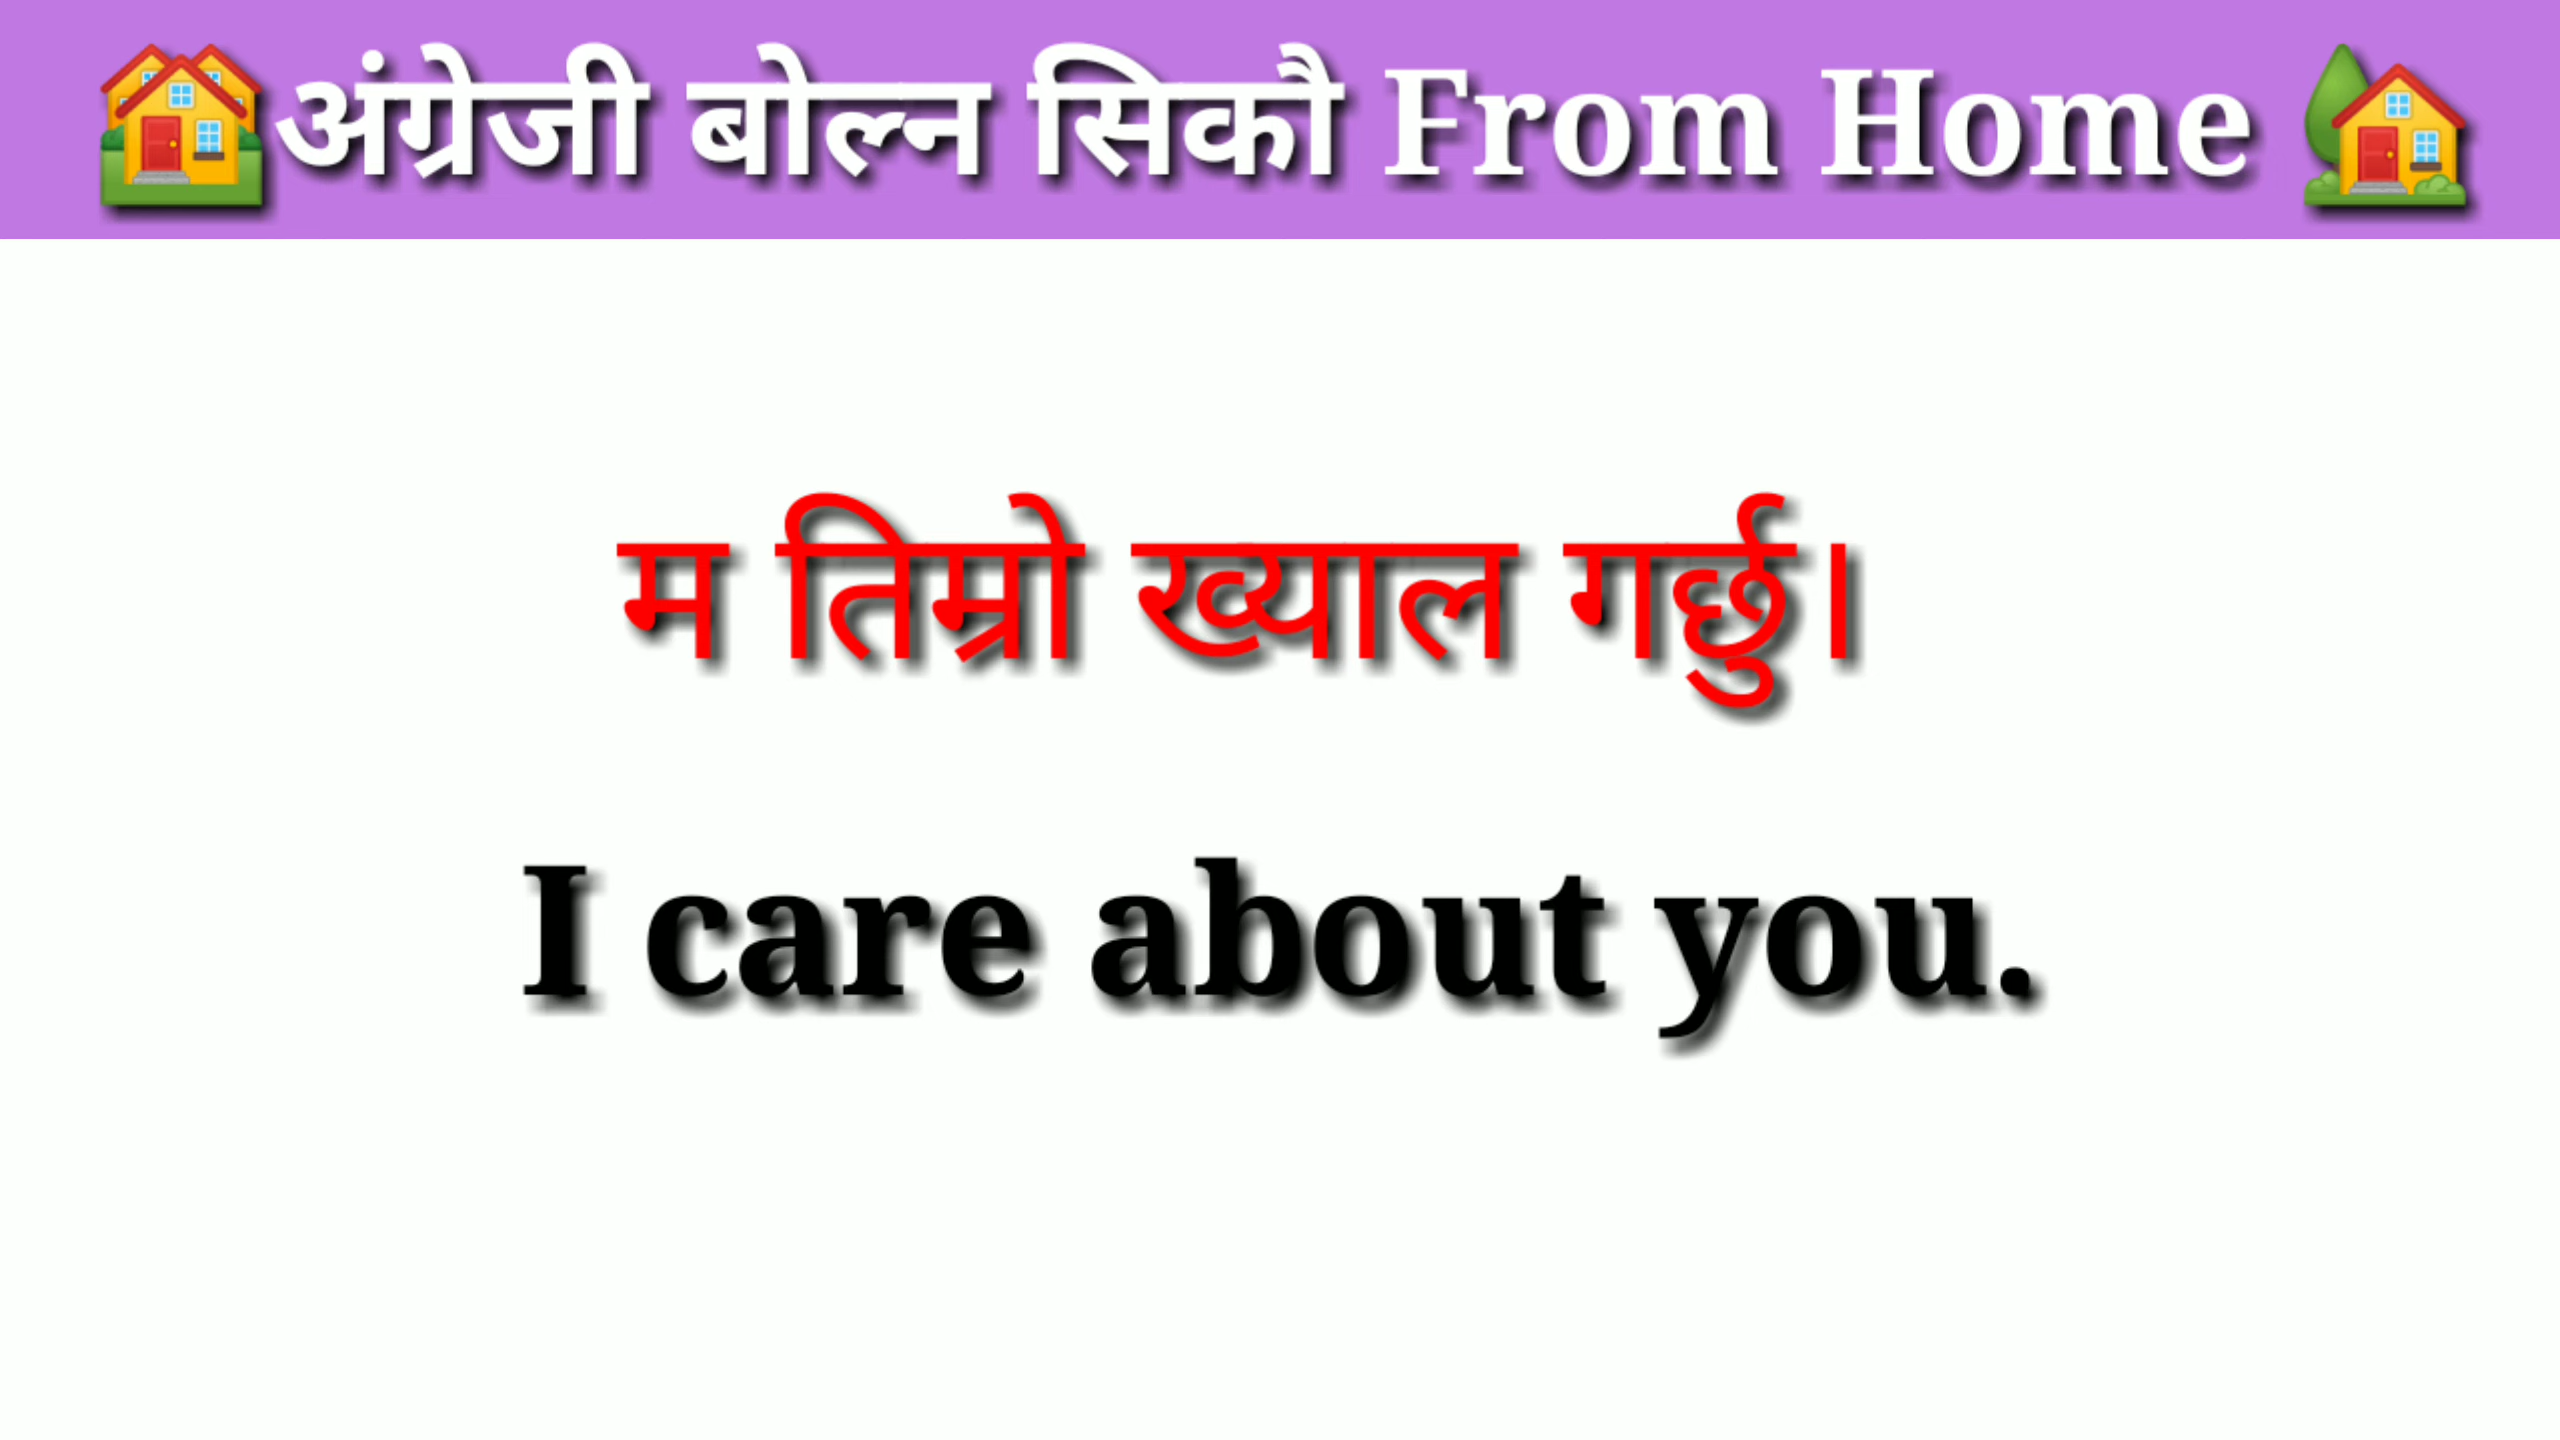 अंग्रेजी बोल्न सिकौ From Home
म तिम्रो ख्याल गर्छु।
I care about you.